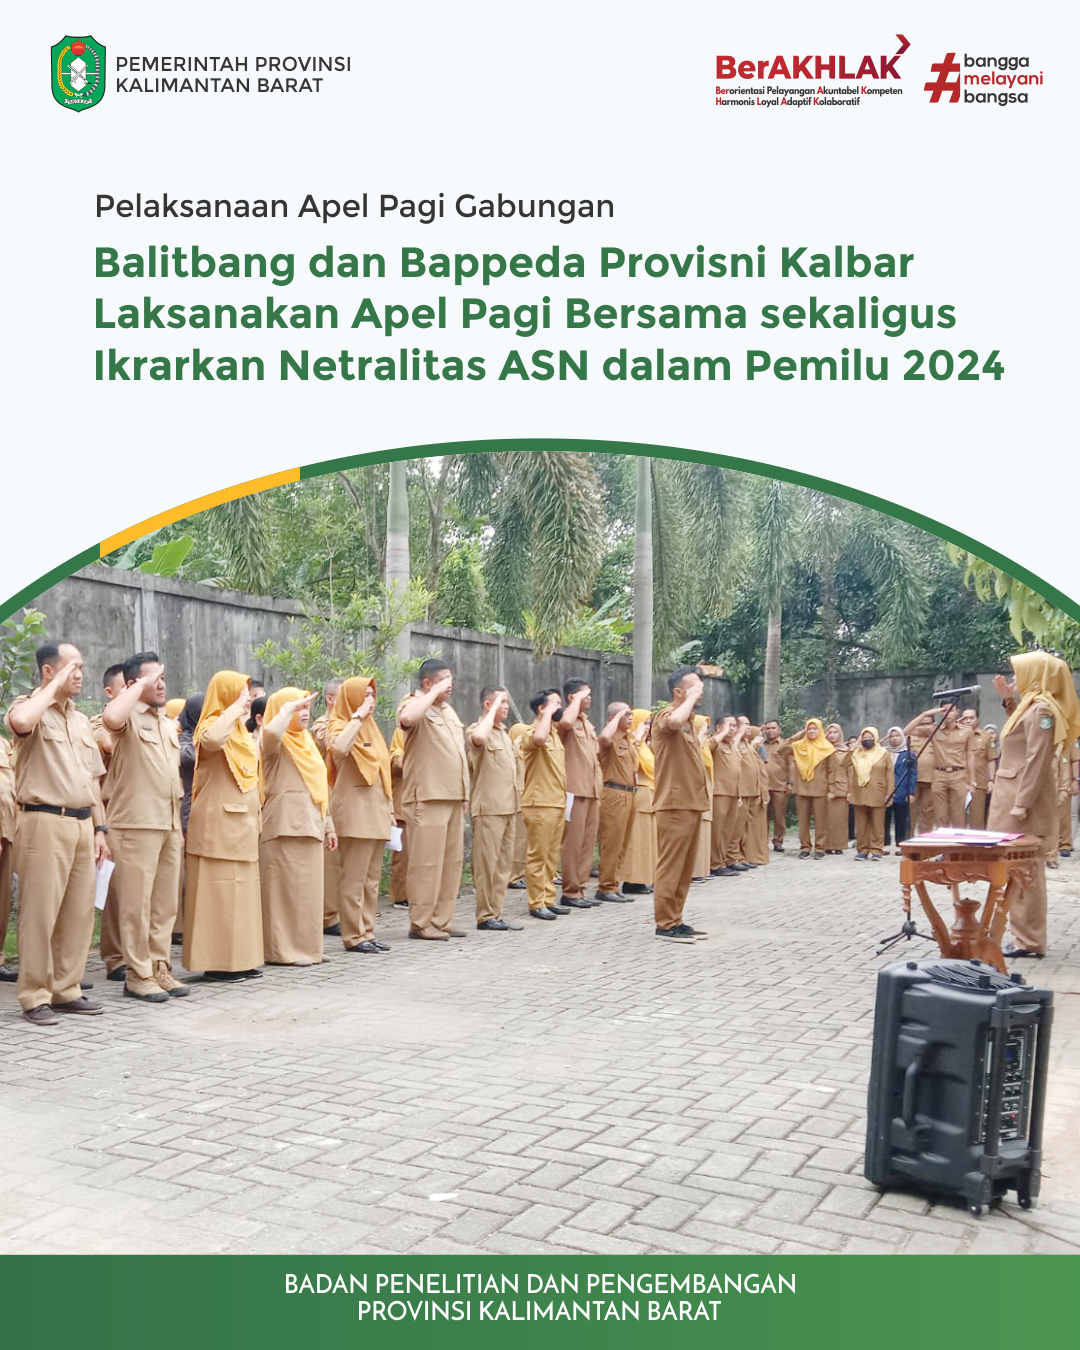 PEMERINTAH PROVINSI
KALIMANTAN BARAT
BerAKHLAK
Berorientasi Pelayangan Akuntabel Kompeten
Harmonis Loyal Adaptif Kolaboratif
#bangga
melayani
bangsa
Pelaksanaan Apel Pagi Gabungan
Balitbang dan Bappeda Provisni Kalbar
Laksanakan Apel Pagi Bersama sekaligus
Ikrarkan Netralitas ASN dalam Pemilu 2024
BADAN PENELITIAN DAN PENGEMBANGAN
PROVINSI KALIMANTAN BARAT